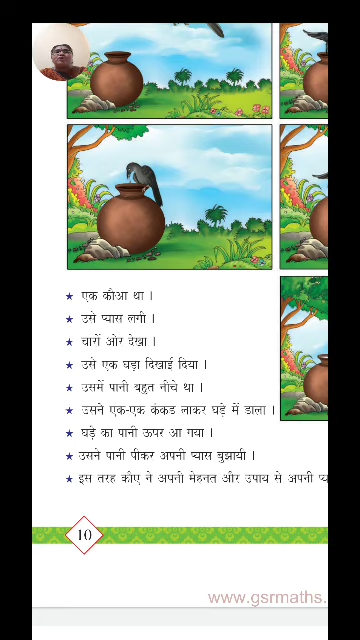 ★ एक कौआ था ।
★ उसे प्यास लगी ।
★ चारों ओर देखा ।
★ उसे एक घड़ा दिखाई दिया ।
★ उसमें पानी बहुत नीचे था ।
★ उसने एक-एक कंकड लाकर घड़े में डाला ।
★ घड़े का पानी ऊपर आ गया ।
★ उसने पानी पीकर अपनी प्यास बुझायी ।
★ इस तरह कौए ने अपनी मेहनत और उपाय से अपनी
10
www.gsrmaths.